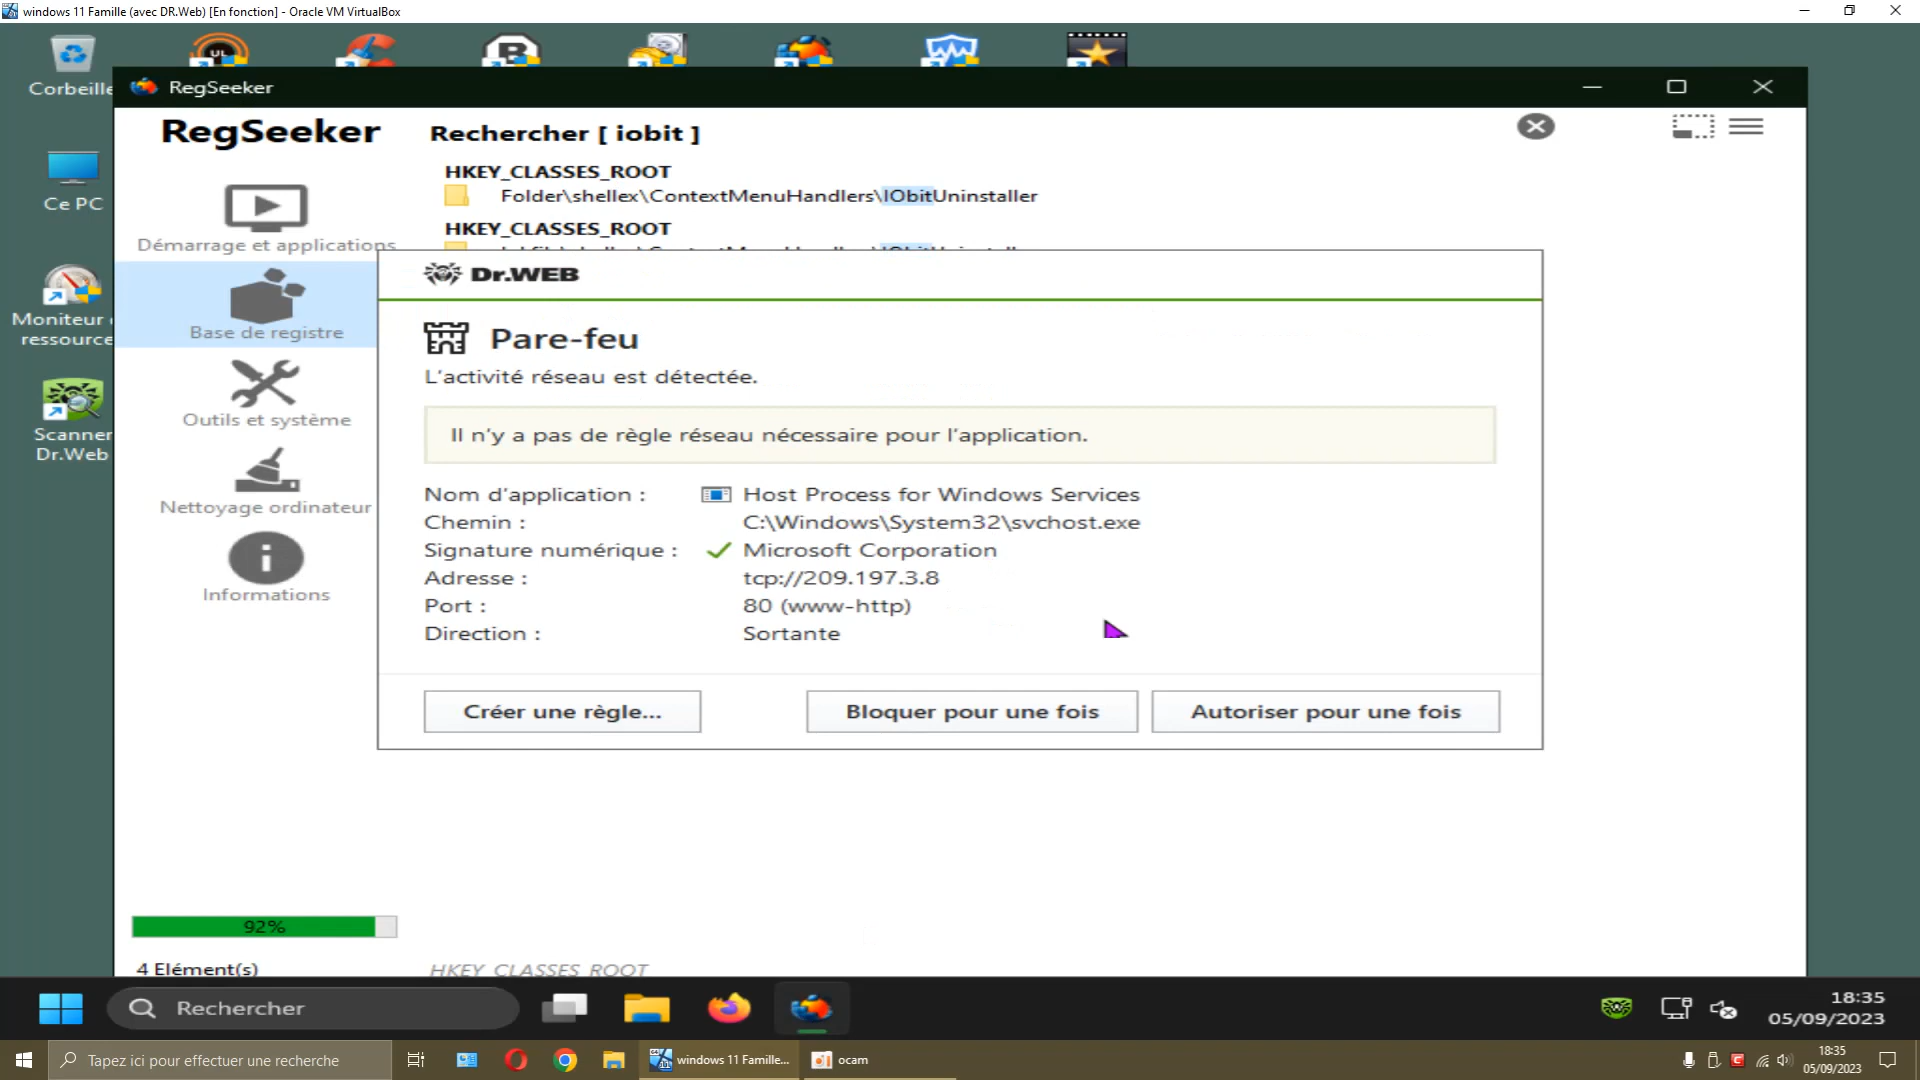 windows 11 Famille (avec DR.Web) [En fonction] - Oracle VM VirtualBox
UL
Corbeille
RegSeeker
RegSeeker
Rechercher [ iobit ]
HKEY_CLASSES_ROOT
Folder\shellex\ContextMenuHandlers\IObitUninstaller
HKEY_CLASSES_ROOT
Ce PC
Démarrage et applications
Moniteur
ressource
Base de registre
Outils et système
Scanner
Dr.Web
Nettoyage ordinateur
Informations
Dr.WEB
Pare-feu
L'activité réseau est détectée.
Il n'y a pas de règle réseau nécessaire pour l'application.
Nom d'application : Host Process for Windows Services
Chemin : C:\Windows\System32\svchost.exe
Signature numérique : Microsoft Corporation
Adresse : tcp://209.197.3.8
Port : 80 (www-http)
Direction : Sortante
Créer une règle...
Bloquer pour une fois
Autoriser pour une fois
92%
4 Elément(s)
HKEY_CLASSES_ROOT
Rechercher
18:35
05/09/2023
Tapez ici pour effectuer une recherche
windows 11 Famille...
ocam
18:35
05/09/2023